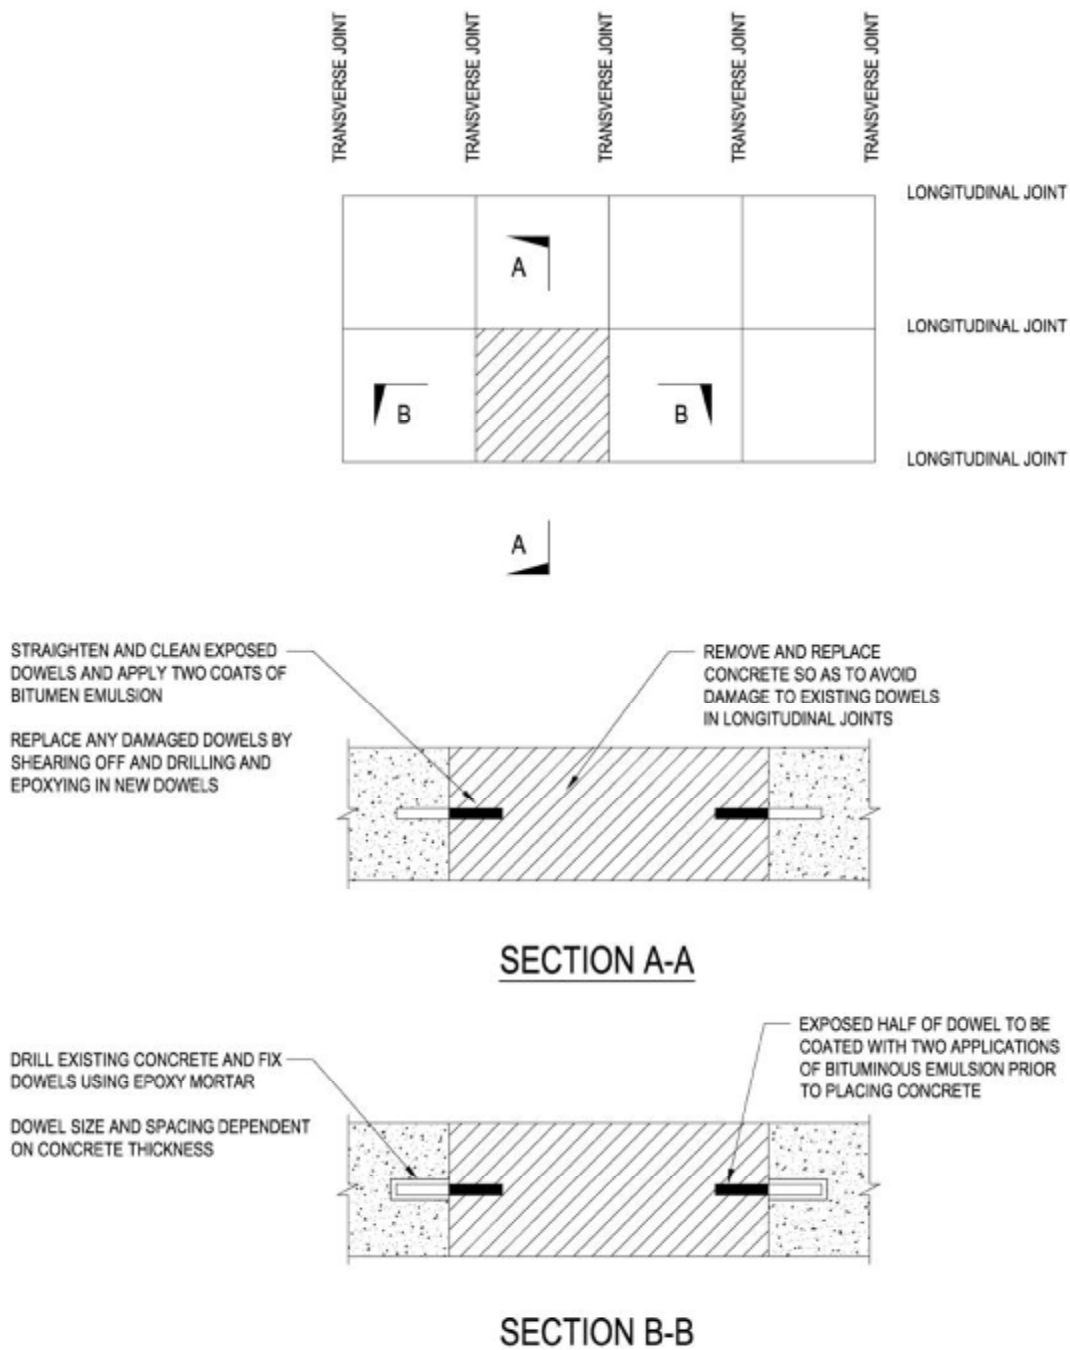 TRANSVERSE JOINT
TRANSVERSE JOINT
TRANSVERSE JOINT
TRANSVERSE JOINT
TRANSVERSE JOINT
LONGITUDINAL JOINT
A
LONGITUDINAL JOINT
B
B
LONGITUDINAL JOINT
A
STRAIGHTEN AND CLEAN EXPOSED
DOWELS AND APPLY TWO COATS OF
BITUMEN EMULSION
REPLACE ANY DAMAGED DOWELS BY
SHEARING OFF AND DRILLING AND
EPOXYING IN NEW DOWELS
REMOVE AND REPLACE
CONCRETE SO AS TO AVOID
DAMAGE TO EXISTING DOWELS
IN LONGITUDINAL JOINTS
SECTION A-A
DRILL EXISTING CONCRETE AND FIX
DOWELS USING EPOXY MORTAR
DOWEL SIZE AND SPACING DEPENDENT
ON CONCRETE THICKNESS
EXPOSED HALF OF DOWEL TO BE
COATED WITH TWO APPLICATIONS
OF BITUMINOUS EMULSION PRIOR
TO PLACING CONCRETE
SECTION B-B